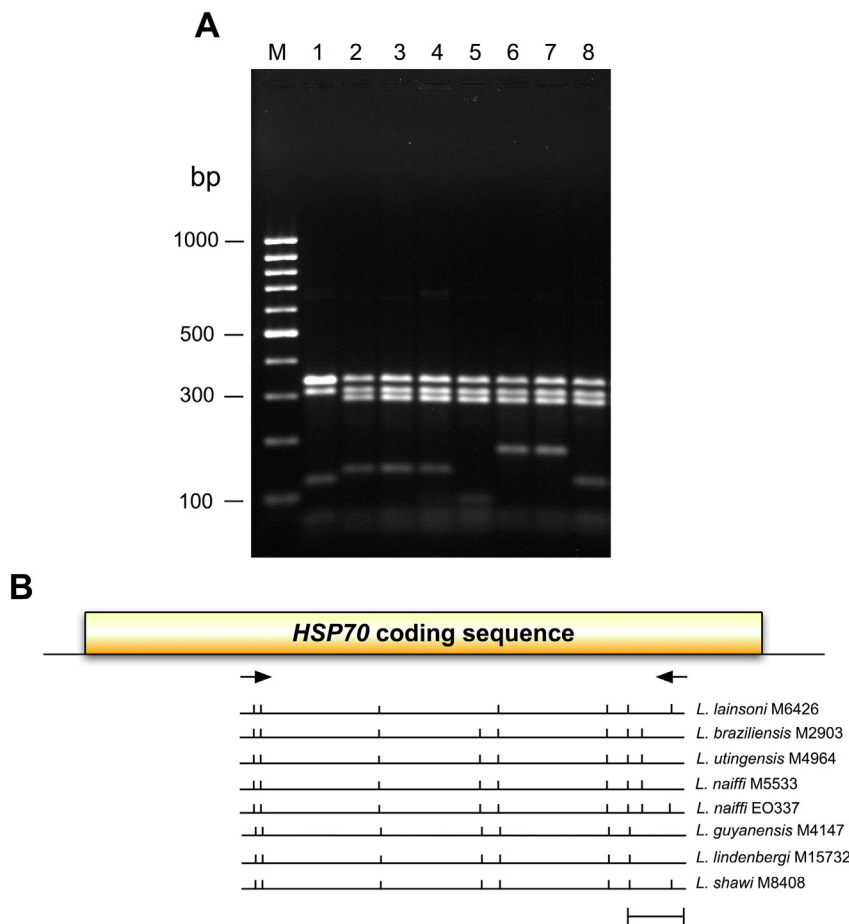 A
M 1 2 3 4 5 6 7 8
bp
1000
500
300
100
B
HSP70 coding sequence
L. lainsoni M6426
L. braziliensis M2903
L. utingensis M4964
L. naiffi M5533
L. naiffi EO337
L. guyanensis M4147
L. lindenbergi M15732
L. shawi M8408